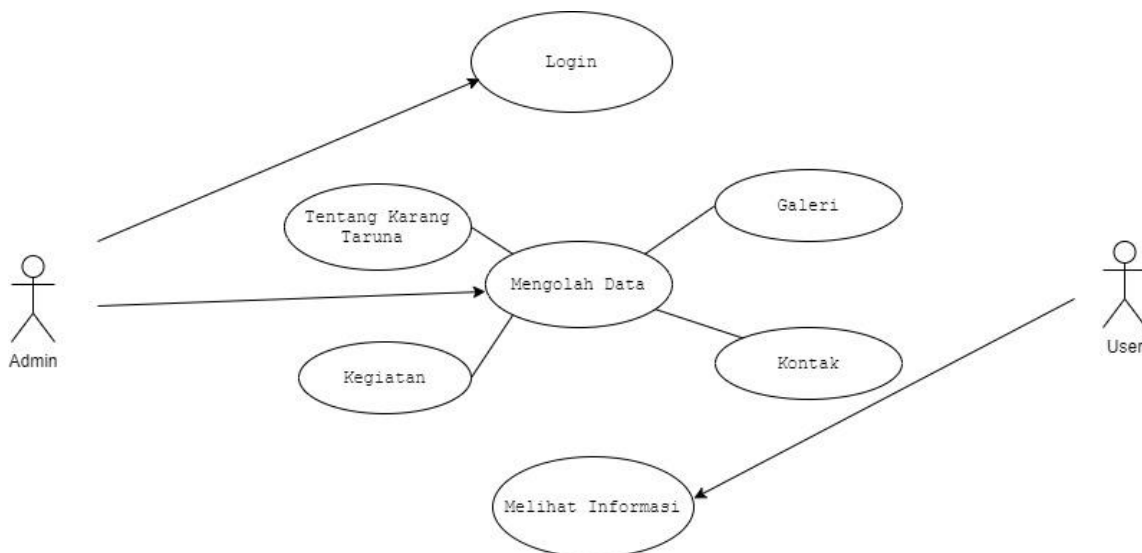 Login
Tentang Karang
Taruna
Galeri
Mengolah Data
Admin
User
Kegiatan
Kontak
Melihat Informasi